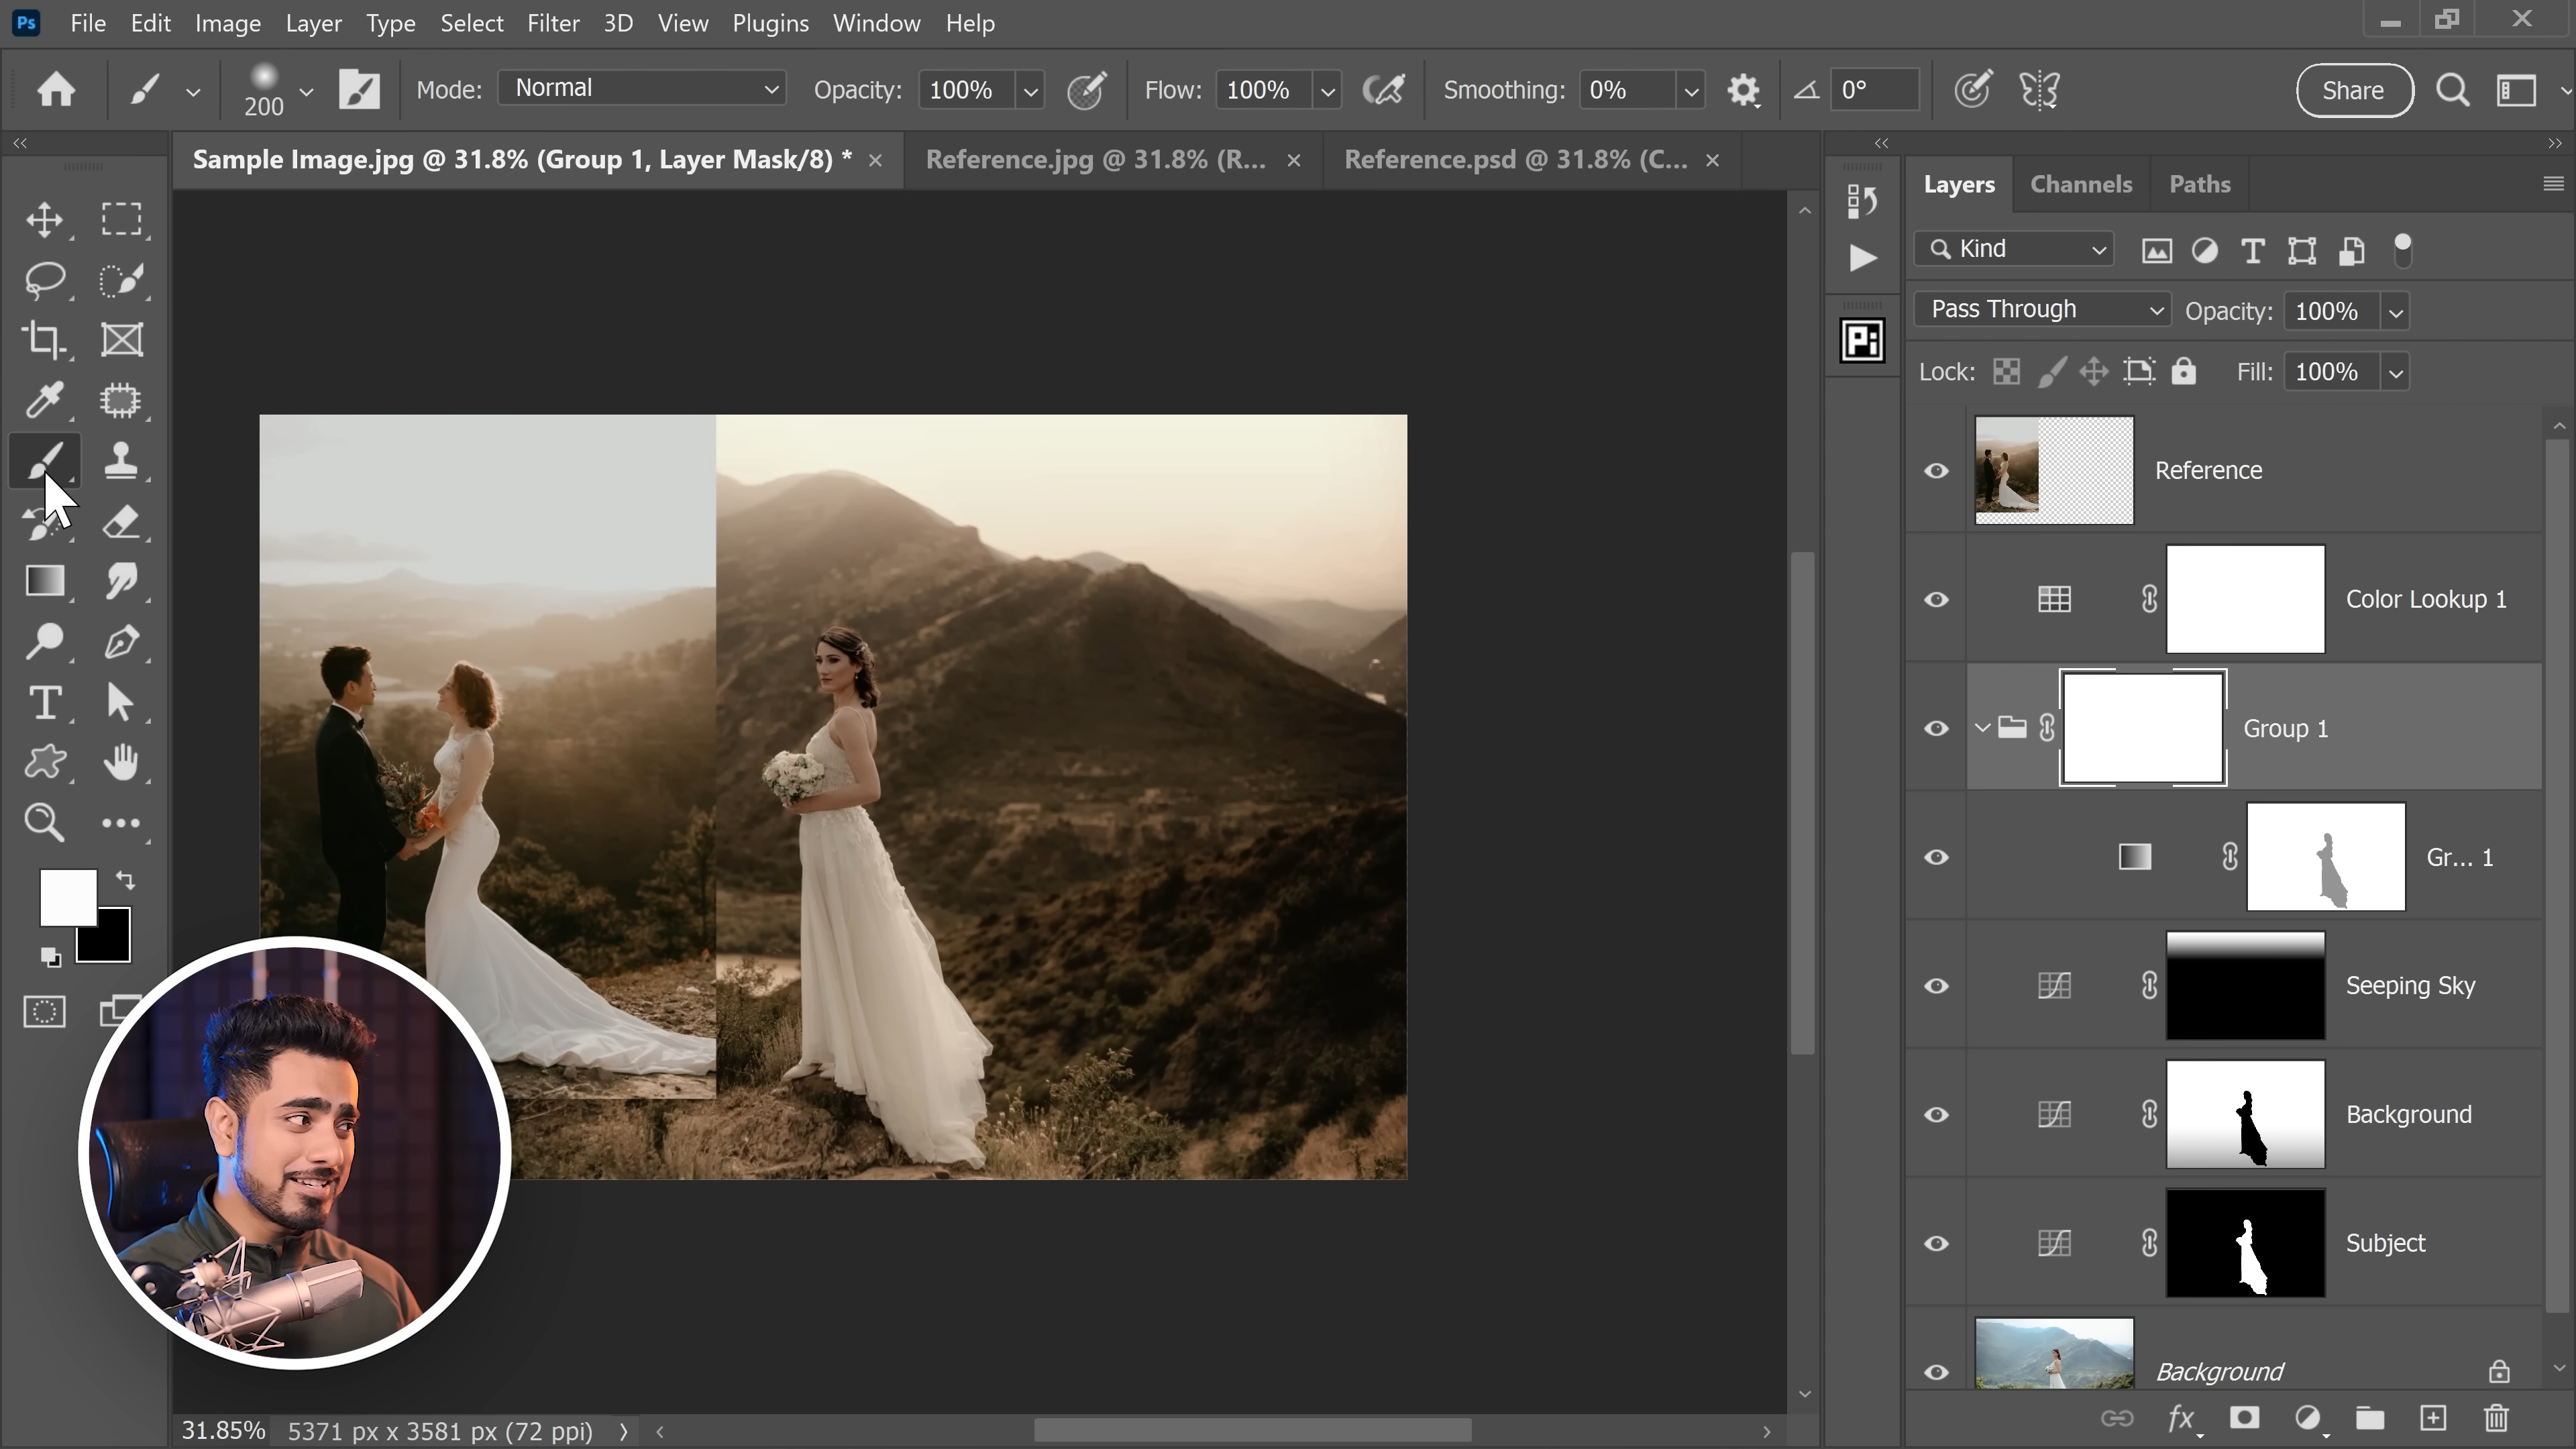 Ps File Edit Image Layer Type Select Filter 3D View Plugins Window Help
200 Mode: Normal Opacity: 100% Flow: 100% Smoothing: 0% 0° Share
Sample Image.jpg @ 31.8% (Group 1, Layer Mask/8) * Reference.jpg @ 31.8% (R... Reference.psd @ 31.8% (C...
Layers Channels Paths
Kind
Pass Through Opacity: 100%
Lock: Fill: 100%
Pi
Reference
Color Lookup 1
Group 1
Gr... 1
Seeping Sky
Background
Subject
Background
fx
31.85% 5371 px x 3581 px (72 ppi)